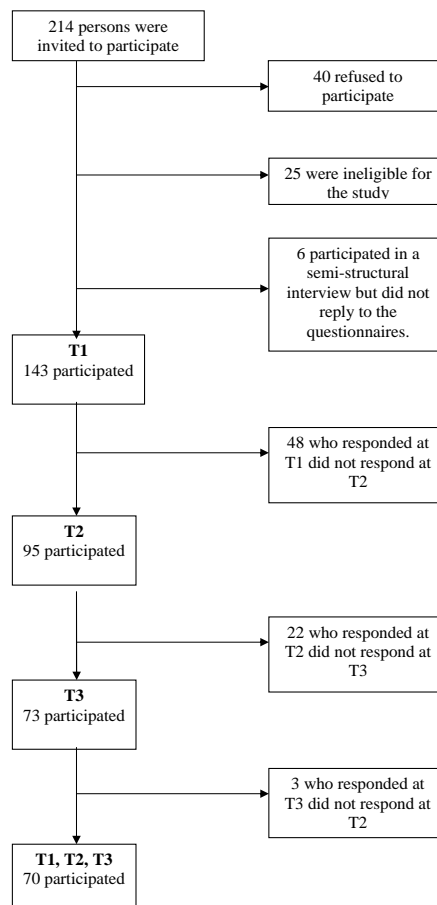 214 persons were
invited to participate
40 refused to
participate
25 were ineligible for
the study
6 participated in a
semi-structural
interview but did not
reply to the
questionnaires.
T1
143 participated
48 who responded at
T1 did not respond at
T2
T2
95 participated
22 who responded at
T2 did not respond at
T3
T3
73 participated
3 who responded at
T3 did not respond at
T2
T1, T2, T3
70 participated